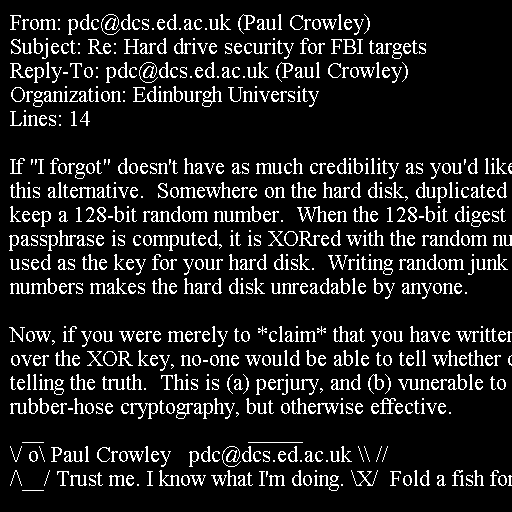 From: pdc@dcs.ed.ac.uk (Paul Crowley)
Subject: Re: Hard drive security for FBI targets
Reply-To: pdc@dcs.ed.ac.uk (Paul Crowley)
Organization: Edinburgh University
Lines: 14

If "I forgot" doesn't have as much credibility as you'd like
this alternative.  Somewhere on the hard disk, duplicated
keep a 128-bit random number.  When the 128-bit digest
passphrase is computed, it is XORred with the random nu
used as the key for your hard disk.  Writing random junk
numbers makes the hard disk unreadable by anyone.

Now, if you were merely to *claim* that you have written
over the XOR key, no-one would be able to tell whether
telling the truth.  This is (a) perjury, and (b) vunerable to
rubber-hose cryptography, but otherwise effective.
  __                                   _____
\/ o\ Paul Crowley   pdc@dcs.ed.ac.uk \\ //
/\__/ Trust me. I know what I'm doing. \X/  Fold a fish for